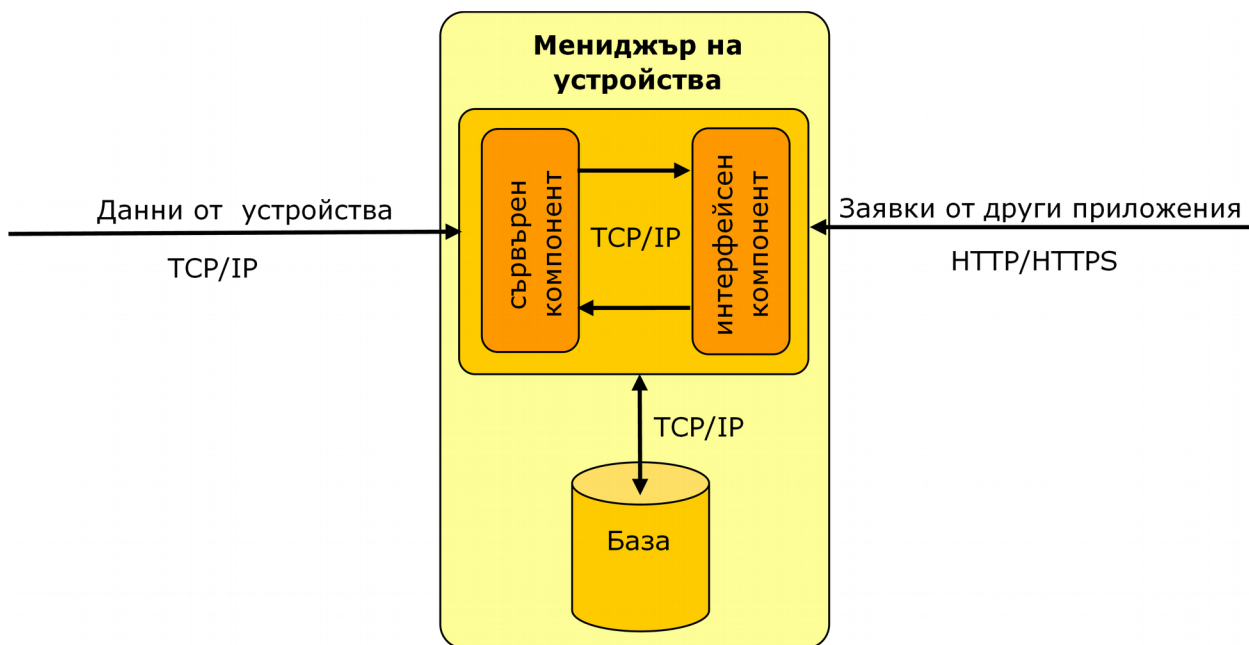 Мениджър на
устройства
Данни от устройства
TCP/IP
сървърен
компонент
TCP/IP
интерфейсен
компонент
Заявки от други приложения
HTTP/HTTPS
TCP/IP
База